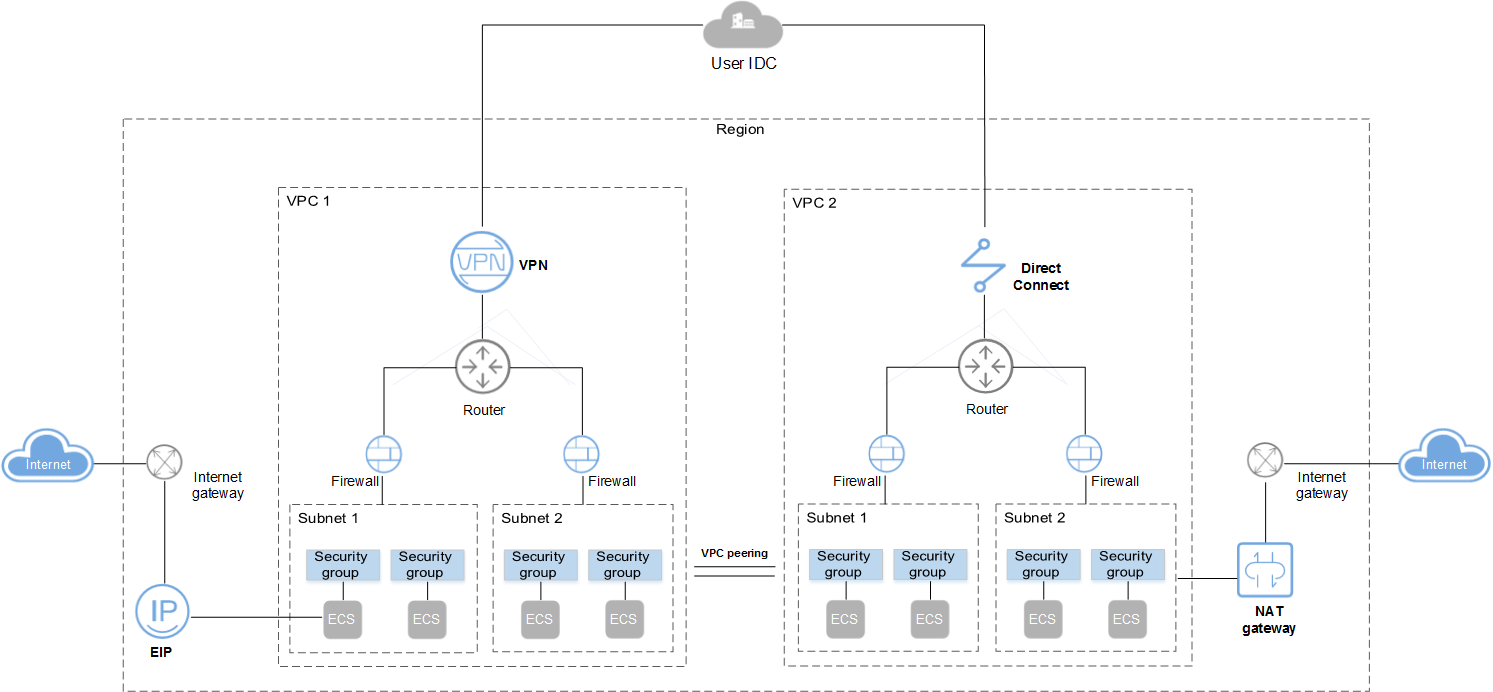 User IDC
Region
VPC 1
VPC 2
VPN
VPN
Direct
Connect
Router
Router
Internet
Internet
gateway
Firewall
Firewall
Firewall
Firewall
Internet
gateway
Internet
Subnet 1
Subnet 2
Subnet 1
Subnet 2
Security
group
Security
group
Security
group
Security
group
VPC peering
Security
group
Security
group
Security
group
Security
group
IP
EIP
ECS
ECS
ECS
ECS
ECS
ECS
ECS
ECS
NAT
gateway